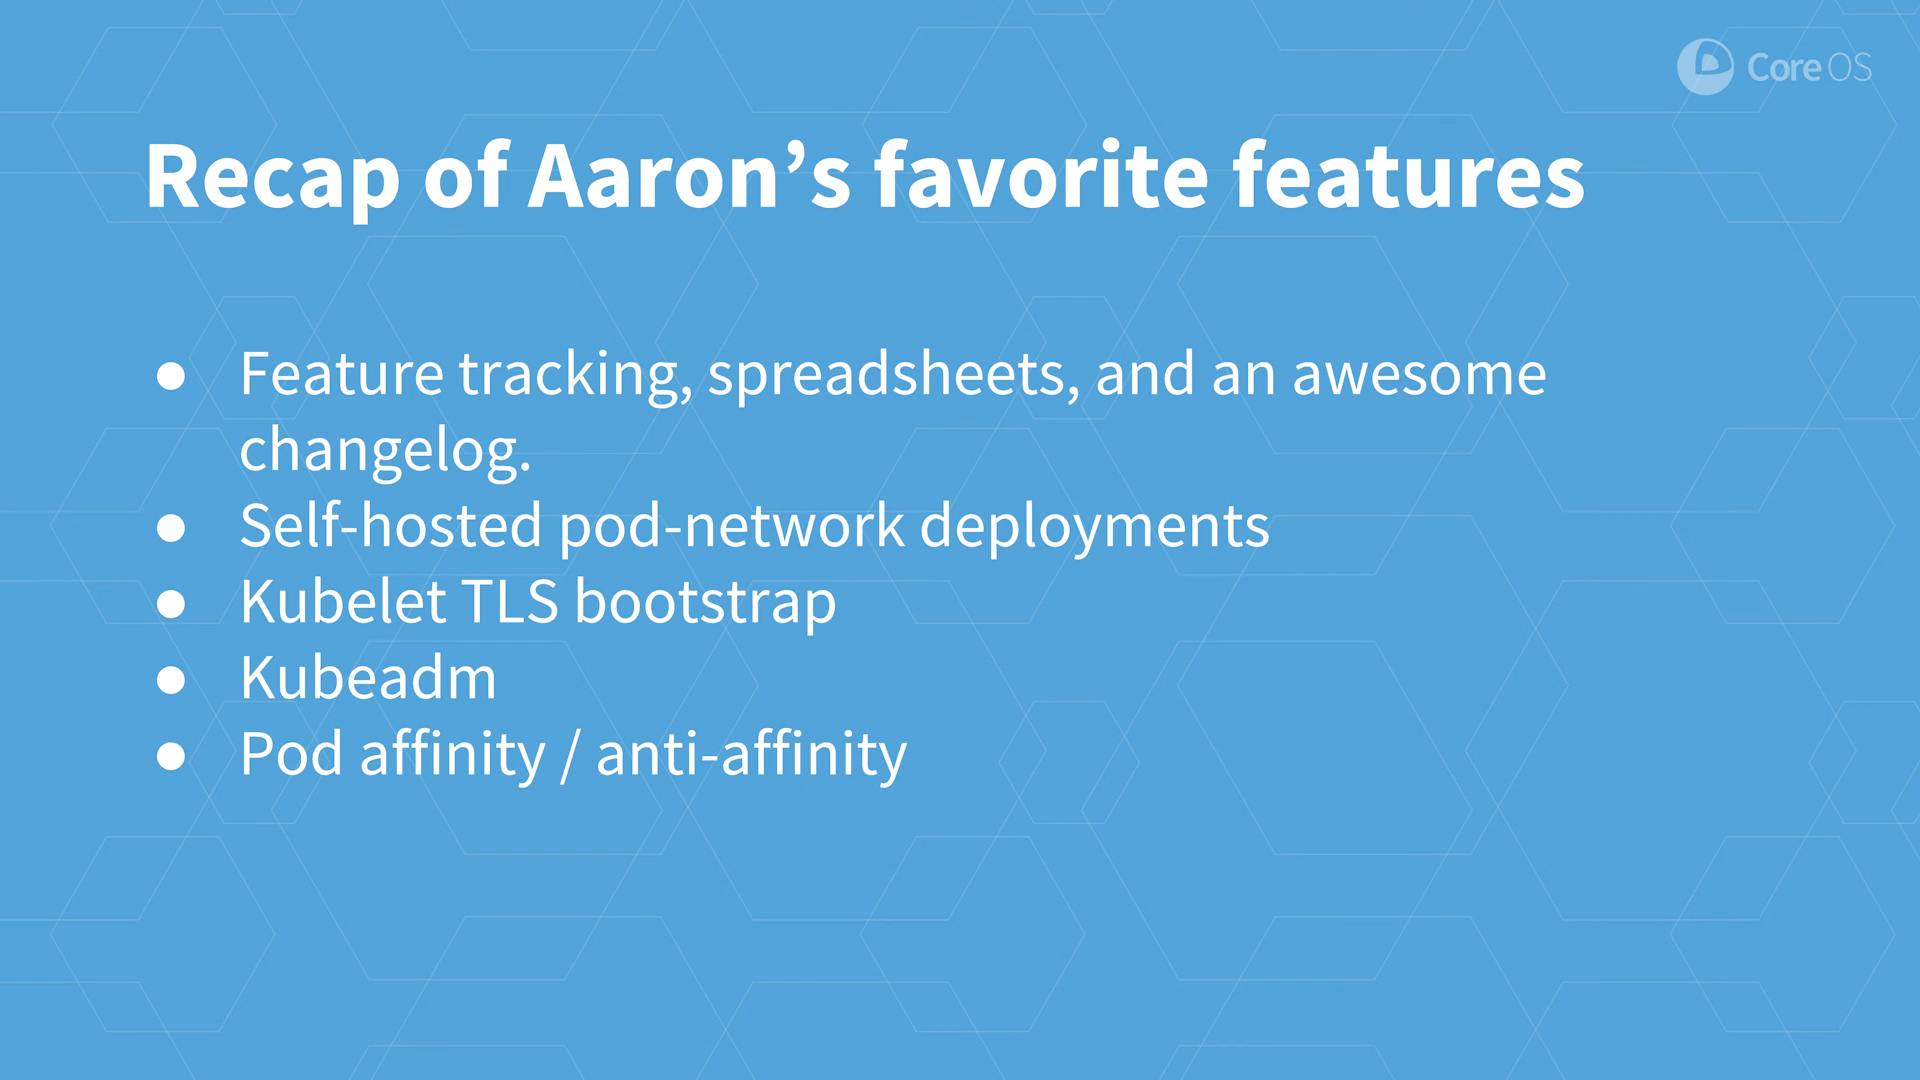 CoreOS
Recap of Aaron’s favorite features
● Feature tracking, spreadsheets, and an awesome
changelog.
● Self-hosted pod-network deployments
● Kubelet TLS bootstrap
● Kubeadm
● Pod affinity / anti-affinity